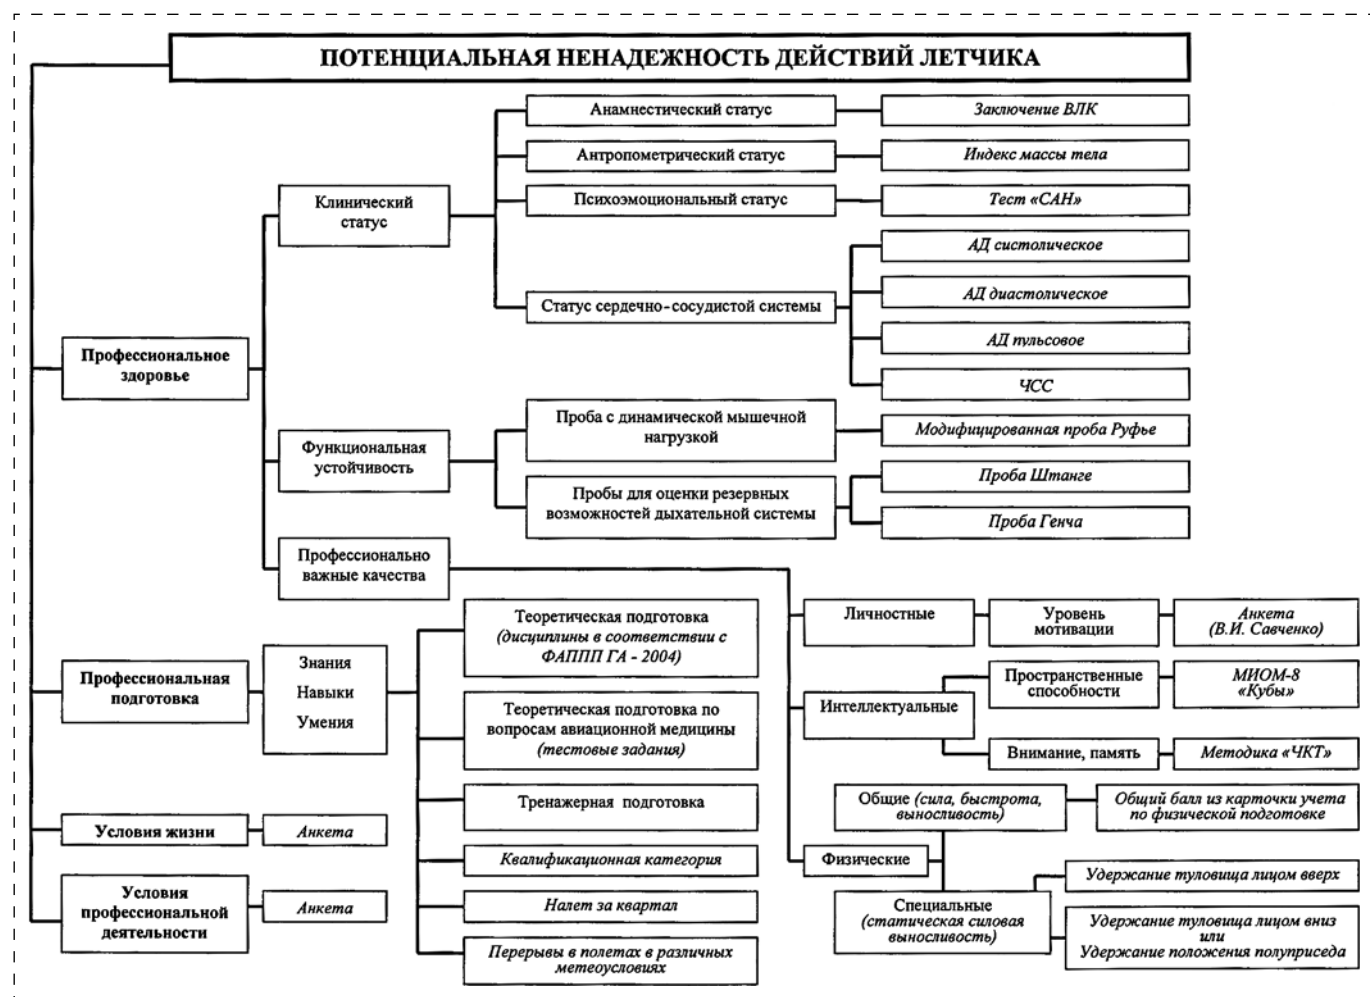 ПОТЕНЦИАЛЬНАЯ НЕНАДЕЖНОСТЬ ДЕЙСТВИЙ ЛЕТЧИКА
Профессиональное
здоровье
Клинический
статус
Анамнестический статус
Заключение ВЛК
Антропометрический статус
Индекс массы тела
Психоэмоциональный статус
Тест «САН»
Статус сердечно-сосудистой системы
АД систолическое
АД диастолическое
АД пульсовое
ЧСС
Функциональная
устойчивость
Проба с динамической мышечной
нагрузкой
Модифицированная проба Руфье
Пробы для оценки резервных
возможностей дыхательной системы
Проба Штанге
Проба Генча
Профессионально
важные качества
Личностные
Уровень
мотивации
Анкета
(В.И. Савченко)
Интеллектуальные
Пространственные
способности
МИОМ-8
«Кубы»
Внимание, память
Методика «ЧКТ»
Физические
Общие (сила, быстрота,
выносливость)
Общий балл из карточки учета
по физической подготовке
Специальные
(статическая силовая
выносливость)
Удержание туловища лицом вверх
Удержание туловища лицом вниз
или
Удержание положения полуприседа
Профессиональная
подготовка
Знания
Навыки
Умения
Теоретическая подготовка
(дисциплины в соответствии с
ФАППП ГА - 2004)
Теоретическая подготовка по
вопросам авиационной медицины
(тестовые задания)
Тренажерная подготовка
Квалификационная категория
Налет за квартал
Перерывы в полетах в различных
метеоусловиях
Условия жизни
Анкета
Условия
профессиональной
деятельности
Анкета